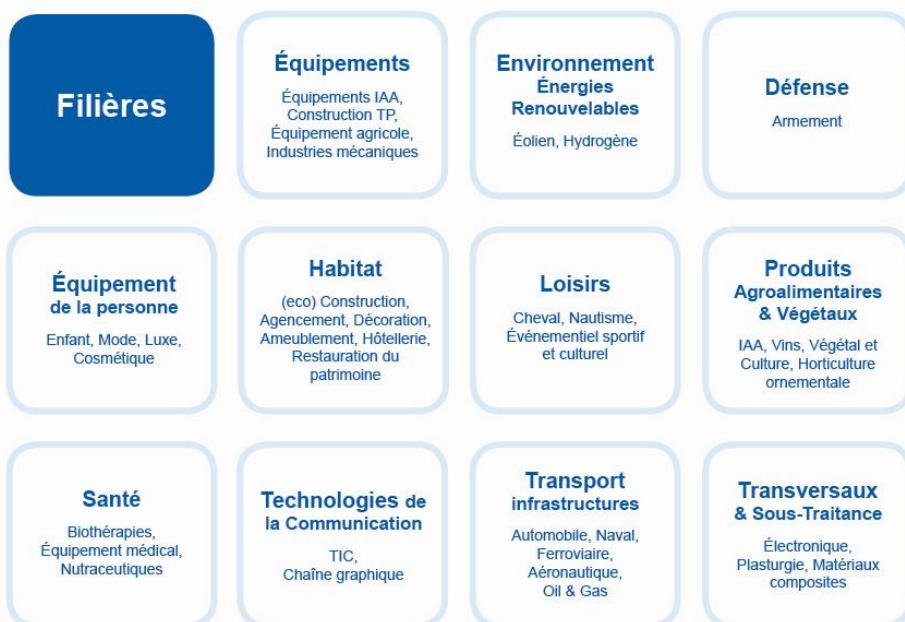 Filières
Équipements
Équipements IAA,
Construction TP,
Équipement agricole,
Industries mécaniques
Environnement
Énergies
Renouvelables
Éolien, Hydrogène
Défense
Armement
Équipement
de la personne
Enfant, Mode, Luxe,
Cosmétique
Habitat
(eco) Construction,
Agencement, Décoration,
Ameublement, Hôtellerie,
Restauration du
patrimoine
Loisirs
Cheval, Nautisme,
Événementiel sportif
et culturel
Produits
Agroalimentaires
& Végétaux
IAA, Vins, Végétal et
Culture, Horticulture
ornementale
Santé
Biothérapies,
Équipement médical,
Nutraceutiques
Technologies de
la Communication
TIC,
Chaîne graphique
Transport
infrastructures
Automobile, Naval,
Ferroviaire,
Aéronautique,
Oil & Gas
Transversaux
& Sous-Traitance
Électronique,
Plasturgie, Matériaux
composites